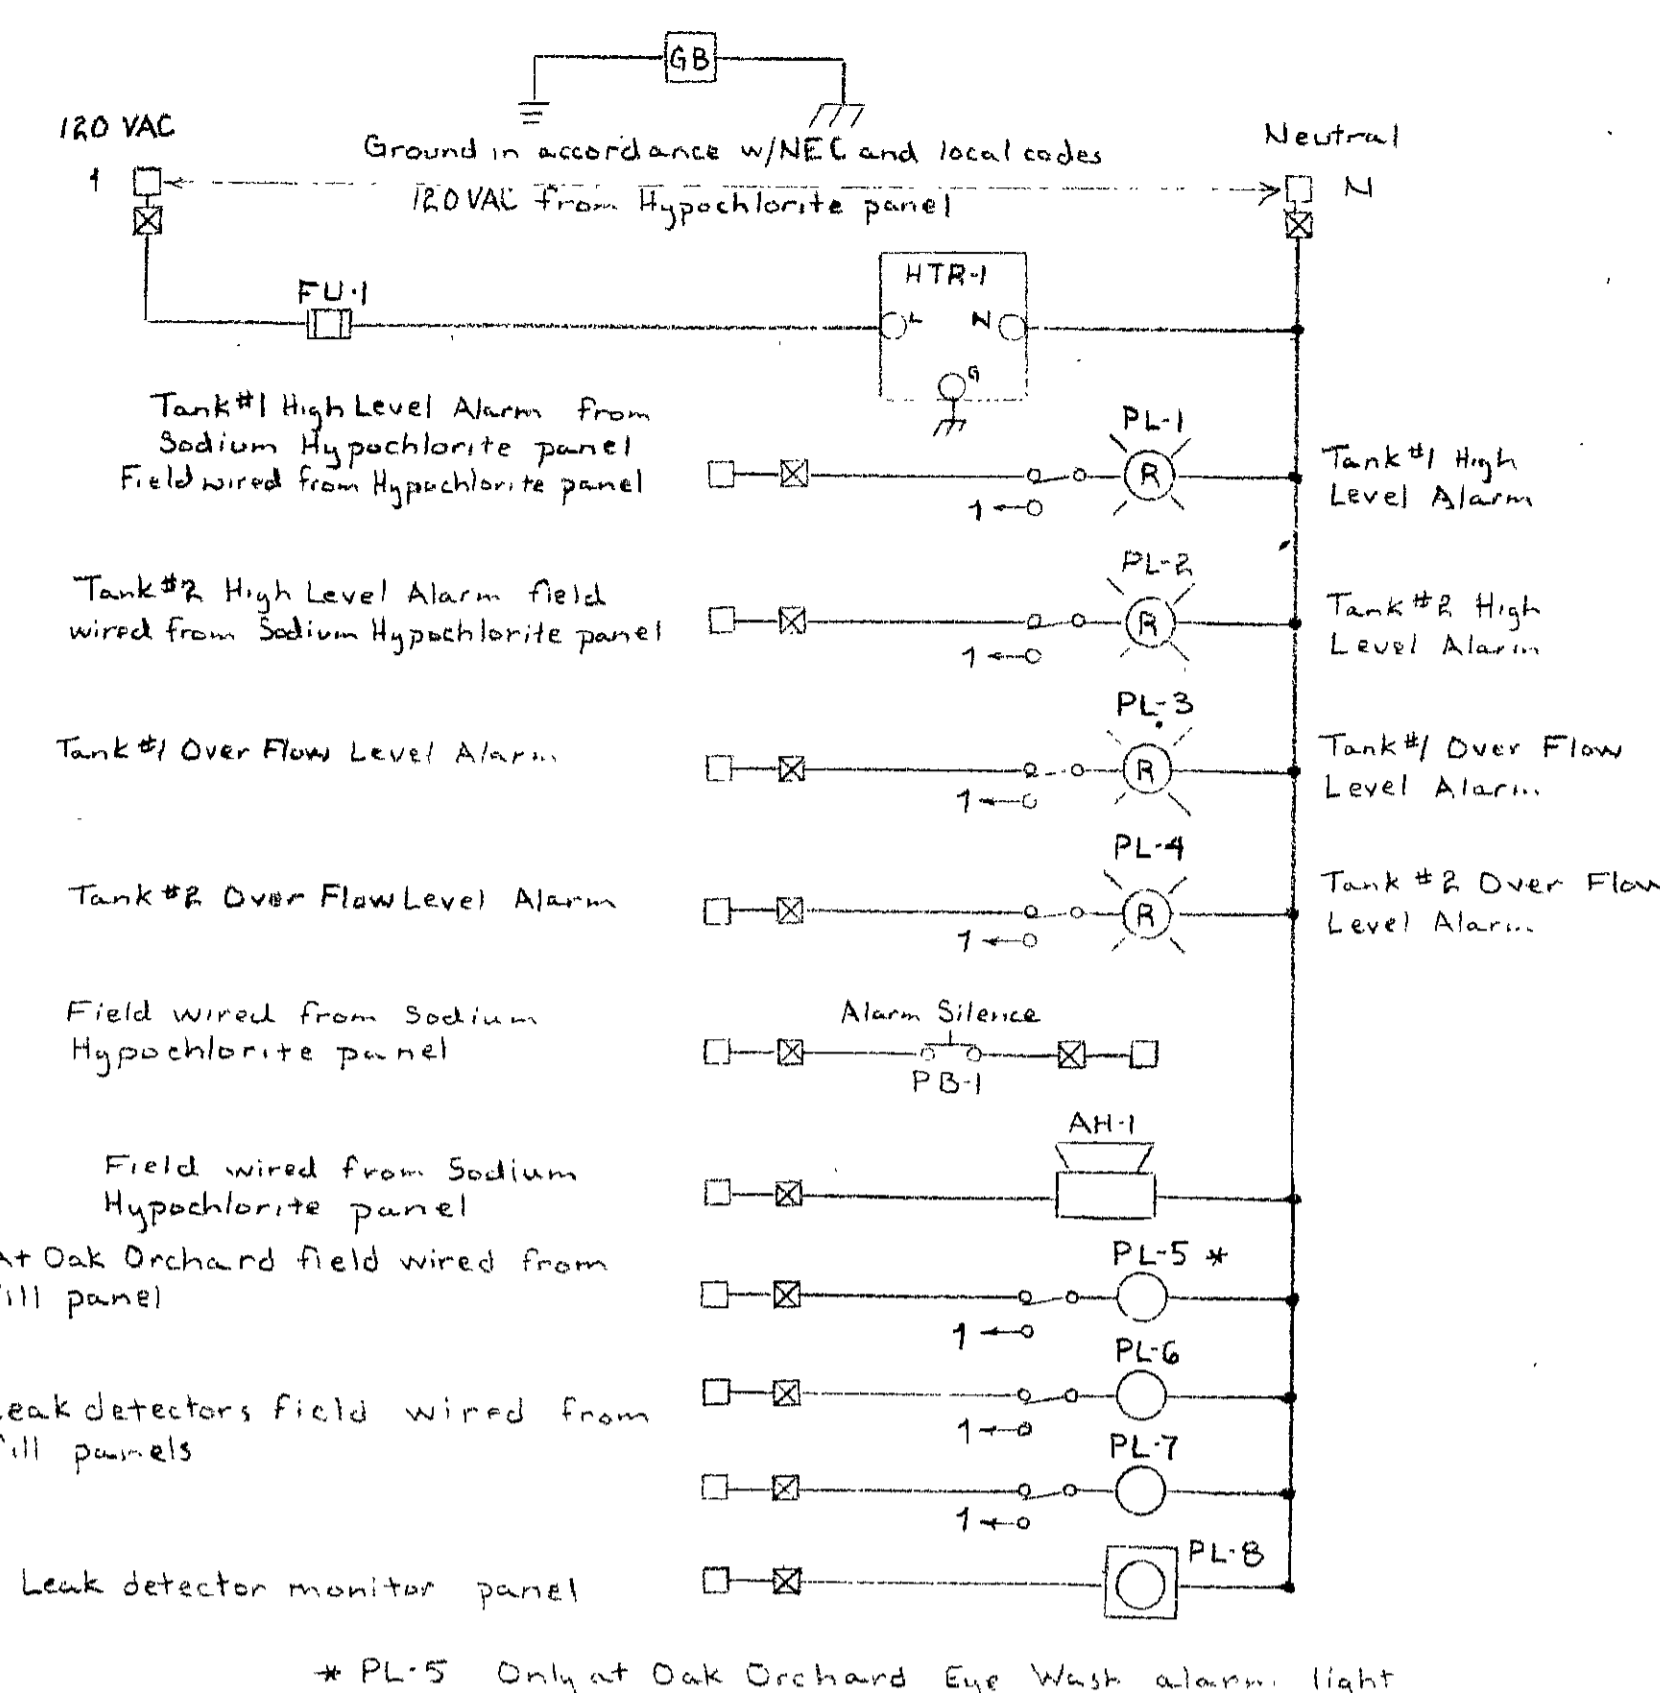 GB
120 VAC
Ground in accordance w/NEC and local codes
Neutral
1
120VAC from Hypochlorite panel
N
FU-1
HTR-1
L N
G
Tank#1 High Level Alarm from
Sodium Hypochlorite panel
Field wired from Hypochlorite panel
PL-1
R
1
Tank#1 High
Level Alarm
Tank#2 High Level Alarm field
wired from Sodium Hypochlorite panel
PL-2
R
1
Tank #2 High
Level Alarm
Tank#1 Over Flow Level Alarm
PL-3
R
1
Tank#1 Over Flow
Level Alarm
Tank#2 Over Flow Level Alarm
PL-4
R
1
Tank #2 Over Flow
Level Alarm
Field wired from Sodium
Hypochlorite panel
Alarm Silence
PB-1
Field wired from Sodium
Hypochlorite panel
AH-1
At Oak Orchard field wired from
ill panel
PL-5 *
1
PL-6
1
Leak detectors field wired from
ill panels
PL-7
1
Leak detector monitor panel
PL-8
* PL-5 Only at Oak Orchard Eye Wash alarm light